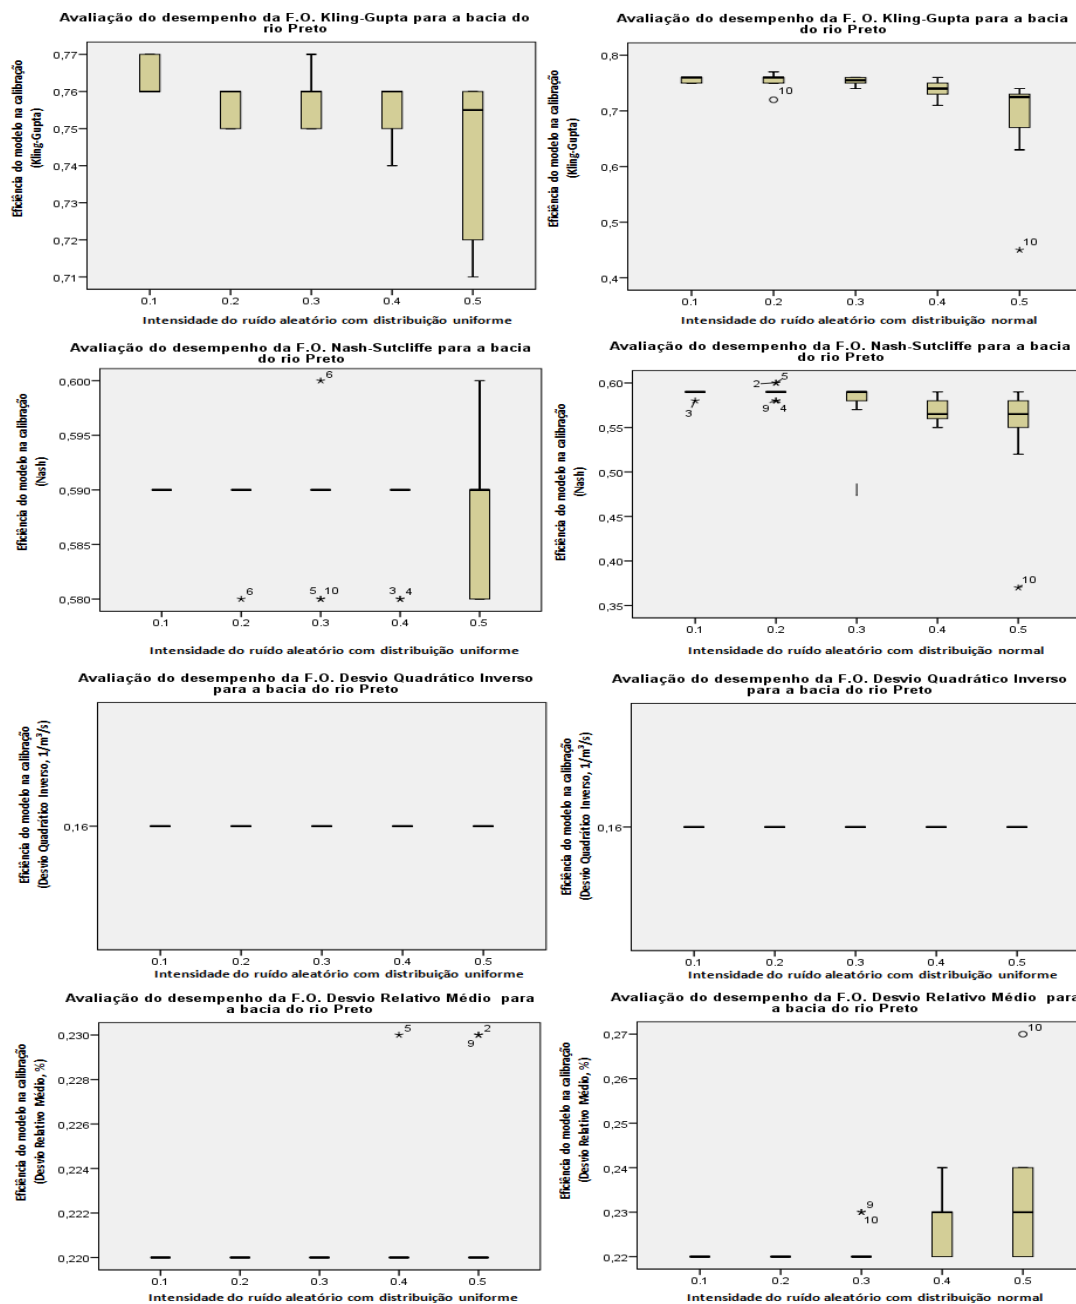 Avaliação do desempenho da F.O. Kling-Gupta para a bacia do
rio Preto
Eficiência do modelo na calibração
(Kling-Gupta)
0,77
0,76
0,75
0,74
0,73
0,72
0,71
0.1 0.2 0.3 0.4 0.5
Intensidade do ruído aleatório com distribuição uniforme
Avaliação do desempenho da F. O. Kling-Gupta para a bacia
do rio Preto
Eficiência do modelo na calibração
(Kling-Gupta)
0,8
0,7
0,6
0,5
0,4
10
10
0.1 0.2 0.3 0.4 0.5
Intensidade do ruído aleatório com distribuição normal
Avaliação do desempenho da F.O. Nash-Sutcliffe para a bacia
do rio Preto
Eficiência do modelo na calibração
(Nash)
0,600
0,595
0,590
0,585
0,580
6
6
5 10
3 4
0.1 0.2 0.3 0.4 0.5
Intensidade do ruído aleatório com distribuição uniforme
Avaliação do desempenho da F.O. Nash-Sutcliffe para a bacia
do rio Preto
Eficiência do modelo na calibração
(Nash)
0,60
0,55
0,50
0,45
0,40
0,35
2 5
3
9 4
10
0.1 0.2 0.3 0.4 0.5
Intensidade do ruído aleatório com distribuição normal
Avaliação do desempenho da F.O. Desvio Quadrático Inverso
para a bacia do rio Preto
Eficiência do modelo na calibração
(Desvio Quadrático Inverso, 1/m³/s)
0,16
0.1 0.2 0.3 0.4 0.5
Intensidade do ruído aleatório com distribuição uniforme
Avaliação do desempenho da F.O. Desvio Quadrático Inverso
para a bacia do rio Preto
Eficiência do modelo na calibração
(Desvio Quadrático Inverso, 1/m³/s)
0,16
0.1 0.2 0.3 0.4 0.5
Intensidade do ruído aleatório com distribuição uniforme
Avaliação do desempenho da F.O. Desvio Relativo Médio para
a bacia do rio Preto
Eficiência do modelo na calibração
(Desvio Relativo Médio, %)
0,230
0,228
0,226
0,224
0,222
0,220
5
2
9
0.1 0.2 0.3 0.4 0.5
Intensidade do ruído aleatório com distribuição uniforme
Avaliação do desempenho da F.O. Desvio Relativo Médio para
a bacia do rio Preto
Eficiência do modelo na calibração
(Desvio Relativo Médio, %)
0,27
0,26
0,25
0,24
0,23
0,22
10
9
10
0.1 0.2 0.3 0.4 0.5
Intensidade do ruído aleatório com distribuição normal